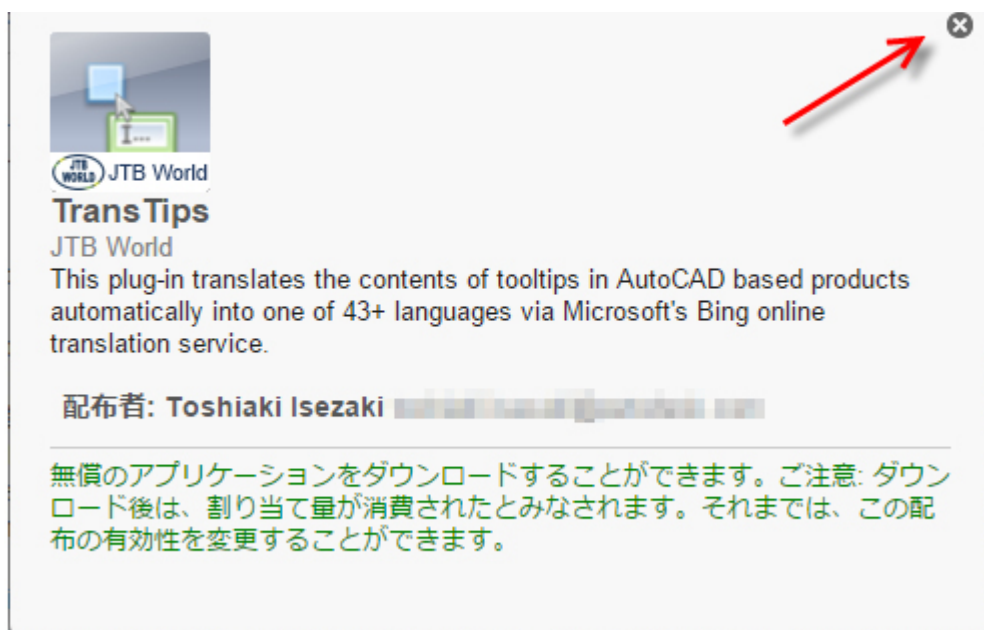 I...
JTB WORLD JTB World
TransTips
JTB World
This plug-in translates the contents of tooltips in AutoCAD based products
automatically into one of 43+ languages via Microsoft's Bing online
translation service.
配布者: Toshiaki Isezaki
無償のアプリケーションをダウンロードすることができます。ご注意: ダウン
ロード後は、割り当て量が消費されたとみなされます。それまでは、この配
布の有効性を変更することができます。